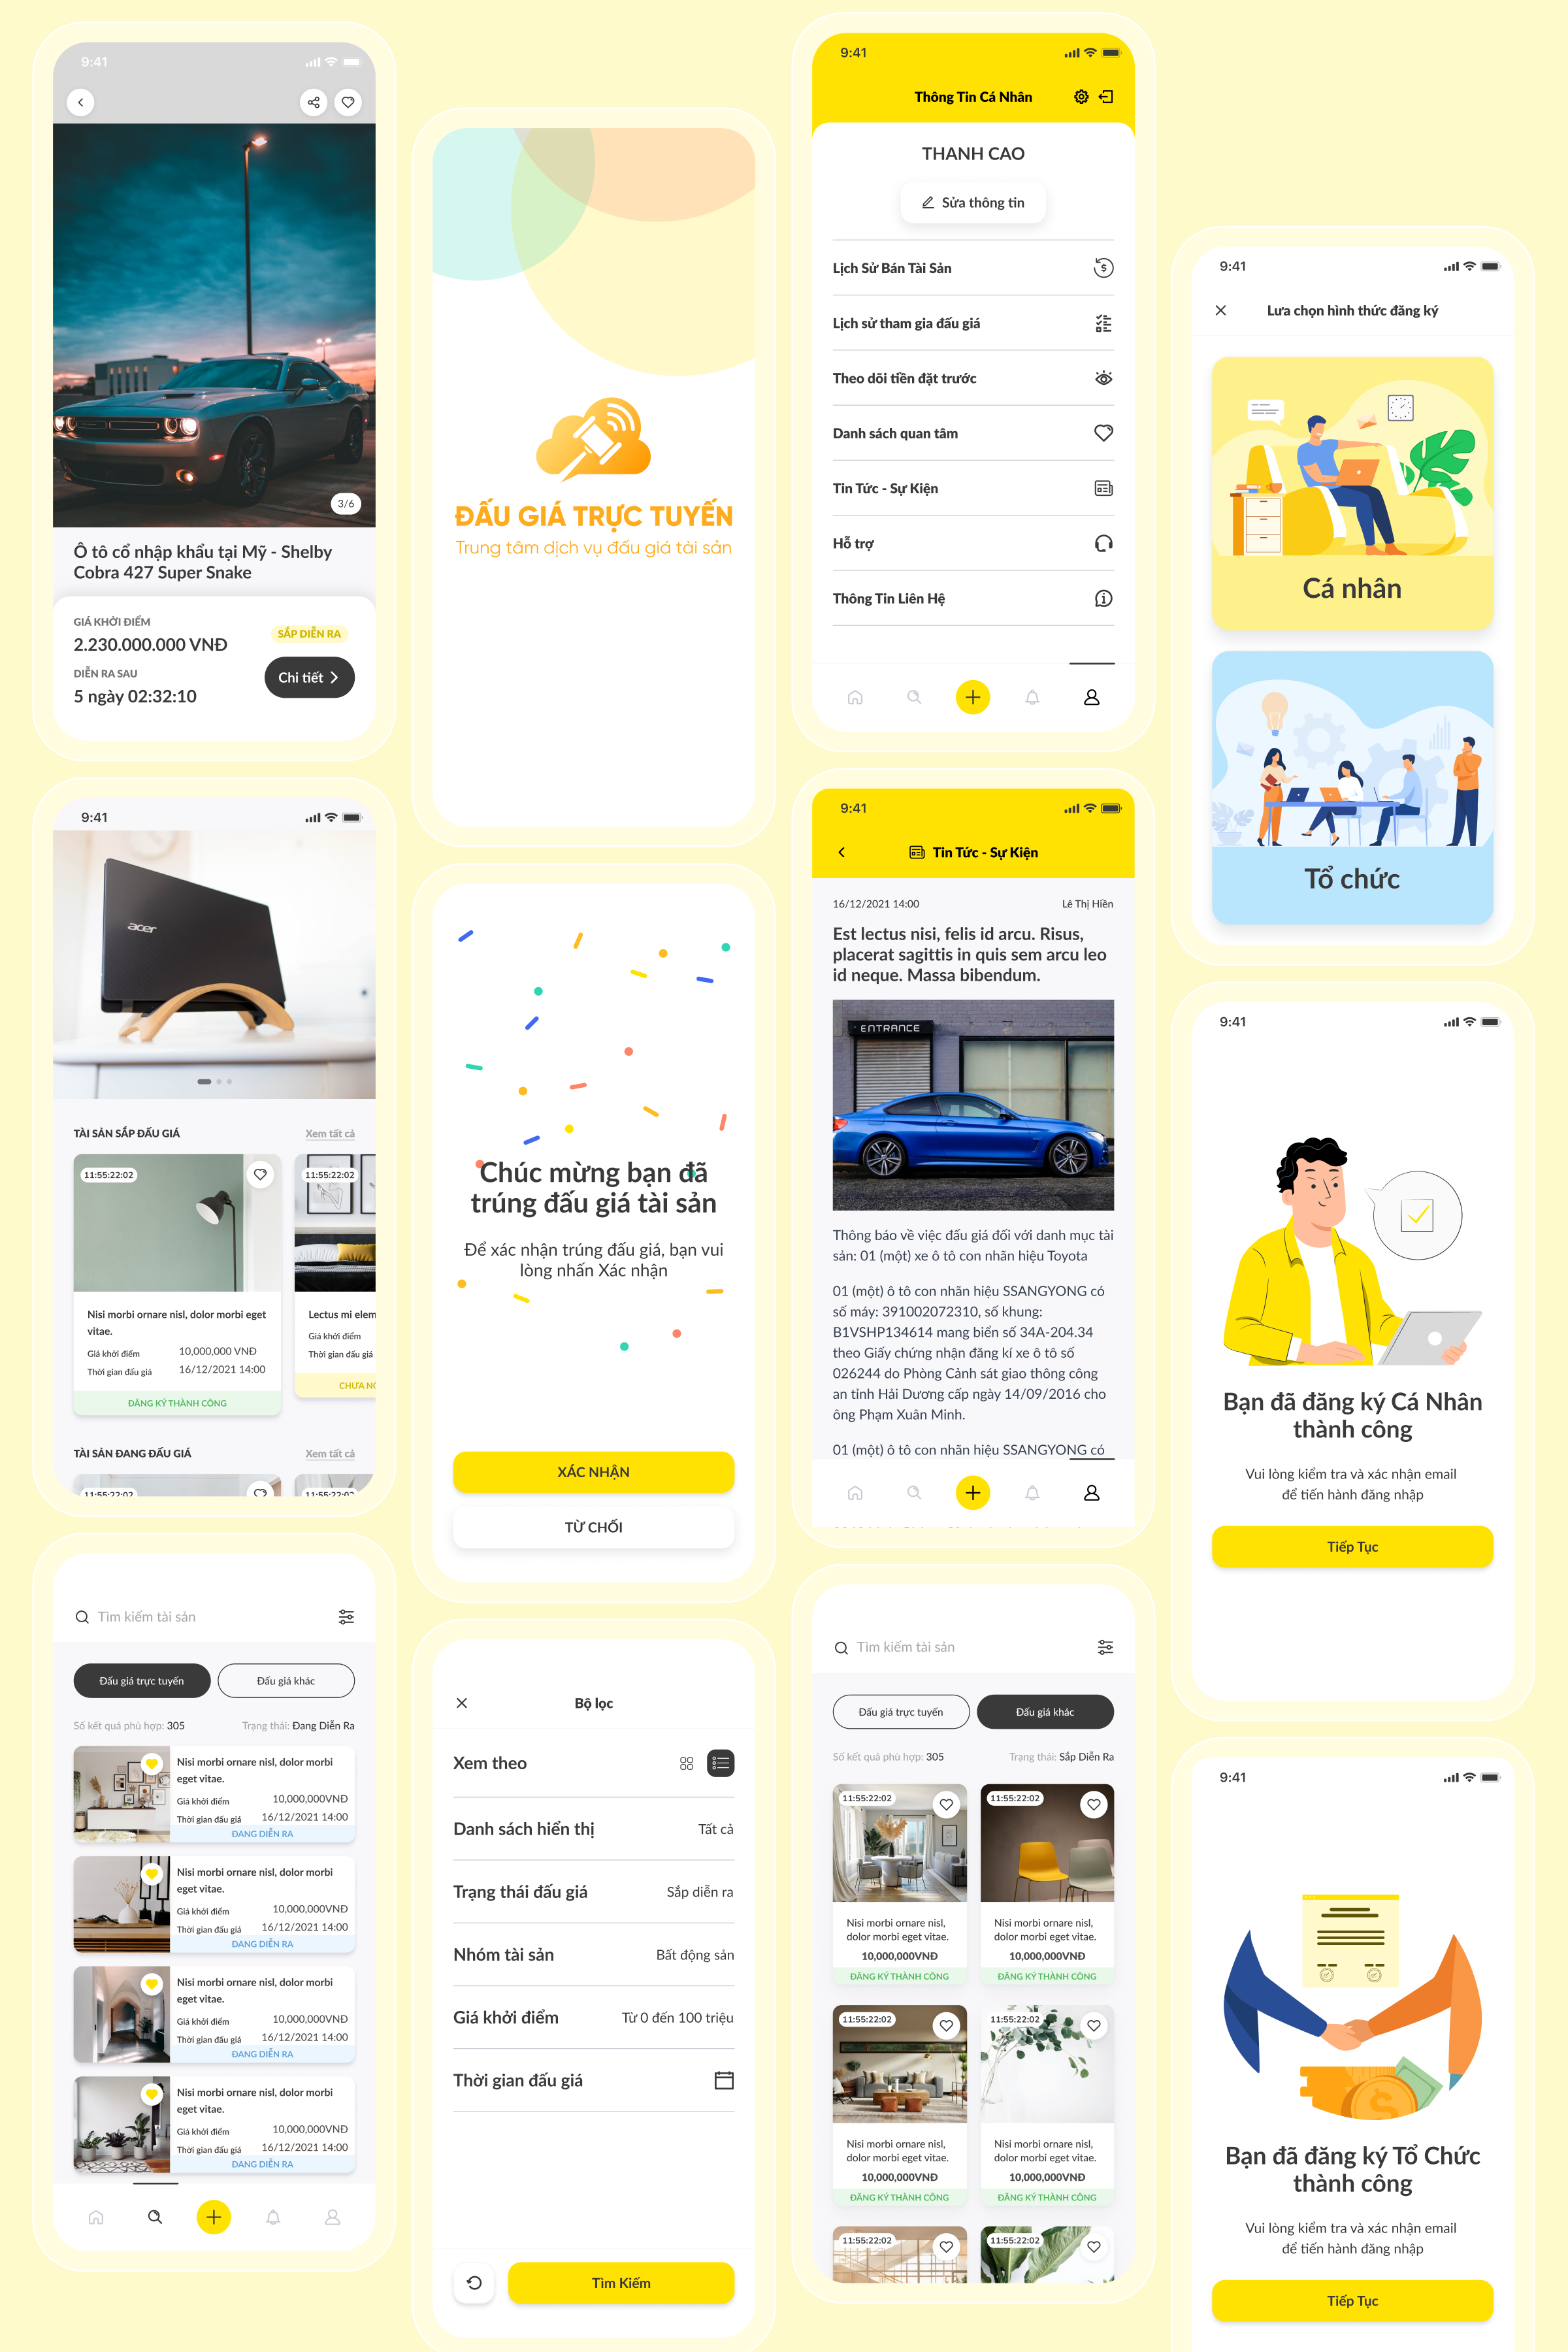 9:41
3/6
Ô tô cổ nhập khẩu tại Mỹ - Shelby
Cobra 427 Super Snake
GIÁ KHỞI ĐIỂM
2.230.000.000 VNĐ
SẮP DIỄN RA
DIỄN RA SAU
5 ngày 02:32:10
Chi tiết
9:41
acer
TÀI SẢN SẮP ĐẤU GIÁ
Xem tất cả
11:55:22:02
11:55:22:02
Nisi morbi ornare nisl, dolor morbi eget
vitae.
Giá khởi điểm
10,000,000 VNĐ
Thời gian đấu giá
16/12/2021 14:00
ĐĂNG KÝ THÀNH CÔNG
Lectus mi elem
Giá khởi điểm
Thời gian đấu giá
CHƯA NỘ
TÀI SẢN ĐANG ĐẤU GIÁ
Xem tất cả
11:55:22:02
11:55:22:02
Tìm kiếm tài sản
Đấu giá trực tuyến
Đấu giá khác
Số kết quả phù hợp: 305
Trạng thái: Đang Diễn Ra
Nisi morbi ornare nisl, dolor morbi
eget vitae.
Giá khởi điểm
10,000,000VNĐ
Thời gian đấu giá
16/12/2021 14:00
ĐANG DIỄN RA
Nisi morbi ornare nisl, dolor morbi
eget vitae.
Giá khởi điểm
10,000,000VNĐ
Thời gian đấu giá
16/12/2021 14:00
ĐANG DIỄN RA
Nisi morbi ornare nisl, dolor morbi
eget vitae.
Giá khởi điểm
10,000,000VNĐ
Thời gian đấu giá
16/12/2021 14:00
ĐANG DIỄN RA
Nisi morbi ornare nisl, dolor morbi
eget vitae.
Giá khởi điểm
10,000,000VNĐ
Thời gian đấu giá
16/12/2021 14:00
ĐANG DIỄN RA
ĐẤU GIÁ TRỰC TUYẾN
Trung tâm dịch vụ đấu giá tài sản
Chúc mừng bạn đã
trúng đấu giá tài sản
Để xác nhận trúng đấu giá, bạn vui
lòng nhấn Xác nhận
XÁC NHẬN
TỪ CHỐI
Bộ lọc
Xem theo
Danh sách hiển thị
Tất cả
Trạng thái đấu giá
Sắp diễn ra
Nhóm tài sản
Bất động sản
Giá khởi điểm
Từ 0 đến 100 triệu
Thời gian đấu giá
Tìm Kiếm
9:41
Thông Tin Cá Nhân
THANH CAO
Sửa thông tin
Lịch Sử Bán Tài Sản
Lịch sử tham gia đấu giá
Theo dõi tiền đặt trước
Danh sách quan tâm
Tin Tức - Sự Kiện
Hỗ trợ
Thông Tin Liên Hệ
9:41
Tin Tức - Sự Kiện
16/12/2021 14:00
Lê Thị Hiền
Est lectus nisi, felis id arcu. Risus,
placerat sagittis in quis sem arcu leo
id neque. Massa bibendum.
ENTRANCE
Thông báo về việc đấu giá đối với danh mục tài
sản: 01 (một) xe ô tô con nhãn hiệu Toyota
01 (một) ô tô con nhãn hiệu SSANGYONG có
số máy: 391002072310, số khung:
B1VSHP134614 mang biển số 34A-204.34
theo Giấy chứng nhận đăng kí xe ô tô số
026244 do Phòng Cảnh sát giao thông công
an tỉnh Hải Dương cấp ngày 14/09/2016 cho
ông Phạm Xuân Minh.
01 (một) ô tô con nhãn hiệu SSANGYONG có
Tìm kiếm tài sản
Đấu giá trực tuyến
Đấu giá khác
Số kết quả phù hợp: 305
Trạng thái: Sắp Diễn Ra
11:55:22:02
11:55:22:02
Nisi morbi ornare nisl,
dolor morbi eget vitae.
10,000,000VNĐ
ĐĂNG KÝ THÀNH CÔNG
Nisi morbi ornare nisl,
dolor morbi eget vitae.
10,000,000VNĐ
ĐĂNG KÝ THÀNH CÔNG
11:55:22:02
11:55:22:02
Nisi morbi ornare nisl,
dolor morbi eget vitae.
10,000,000VNĐ
ĐĂNG KÝ THÀNH CÔNG
Nisi morbi ornare nisl,
dolor morbi eget vitae.
10,000,000VNĐ
ĐĂNG KÝ THÀNH CÔNG
11:55:22:02
11:55:22:02
9:41
Lưa chọn hình thức đăng ký
Cá nhân
Tổ chức
9:41
Bạn đã đăng ký Cá Nhân
thành công
Vui lòng kiểm tra và xác nhận email
để tiến hành đăng nhập
Tiếp Tục
9:41
Bạn đã đăng ký Tổ Chức
thành công
Vui lòng kiểm tra và xác nhận email
để tiến hành đăng nhập
Tiếp Tục